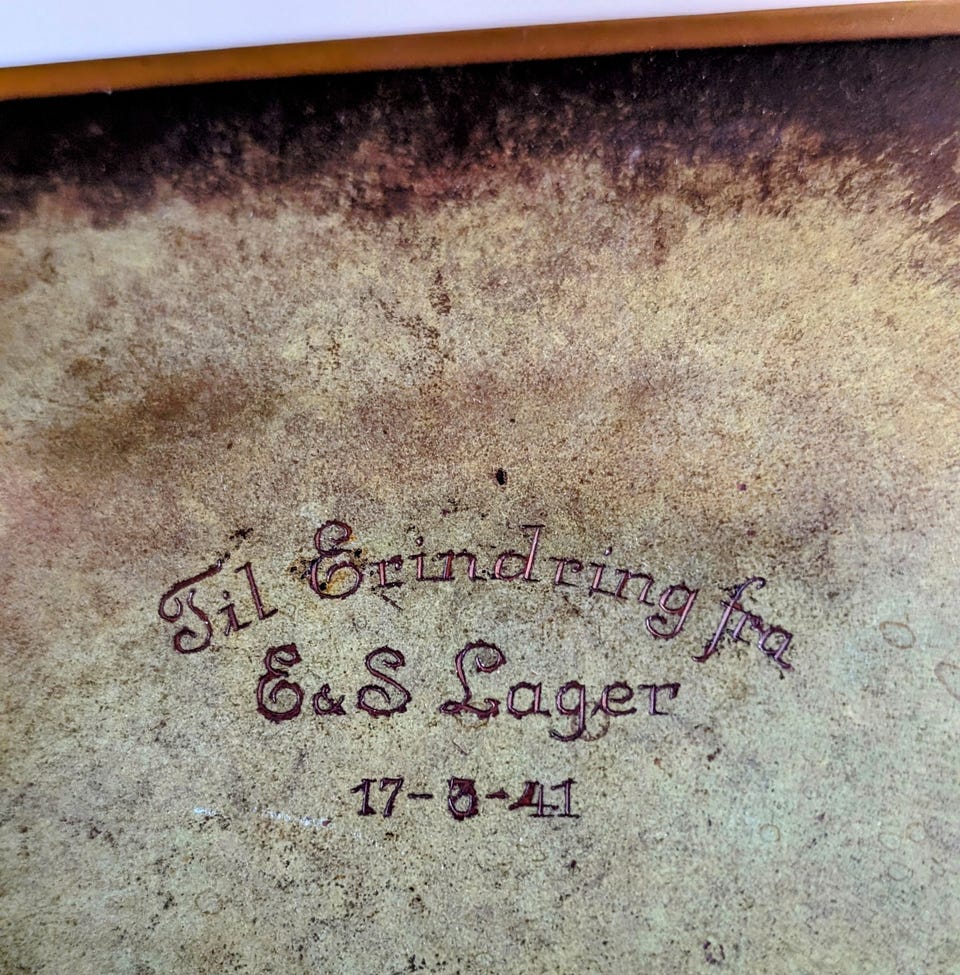 Til Erindring fra
E & S Lager
17-3-41